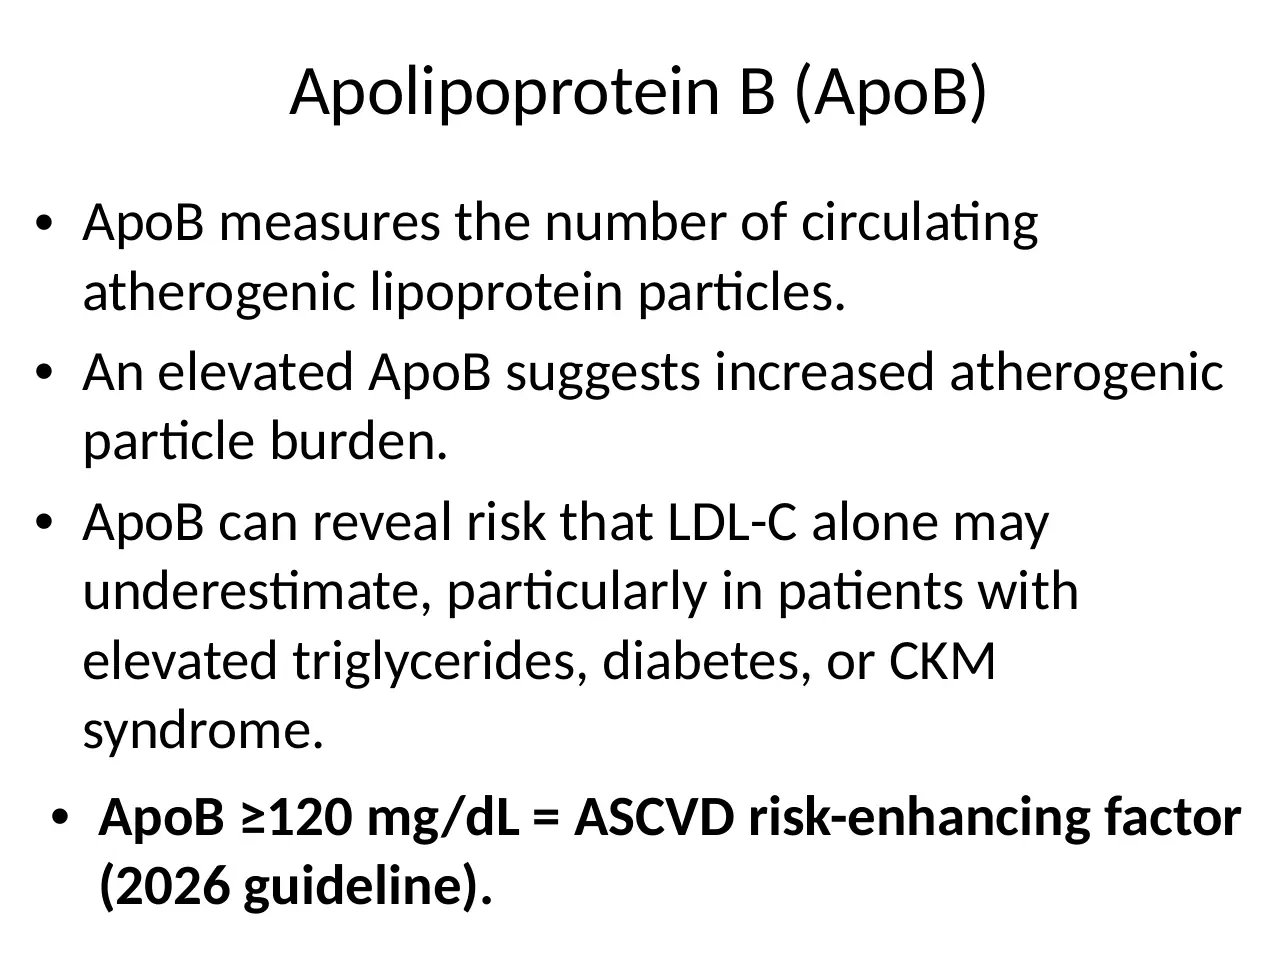 Apolipoprotein B (ApoB)
• ApoB measures the number of circulating
atherogenic lipoprotein particles.
• An elevated ApoB suggests increased atherogenic
particle burden.
• ApoB can reveal risk that LDL-C alone may
underestimate, particularly in patients with
elevated triglycerides, diabetes, or CKM
syndrome.
• ApoB ≥120 mg/dL = ASCVD risk-enhancing factor
(2026 guideline).